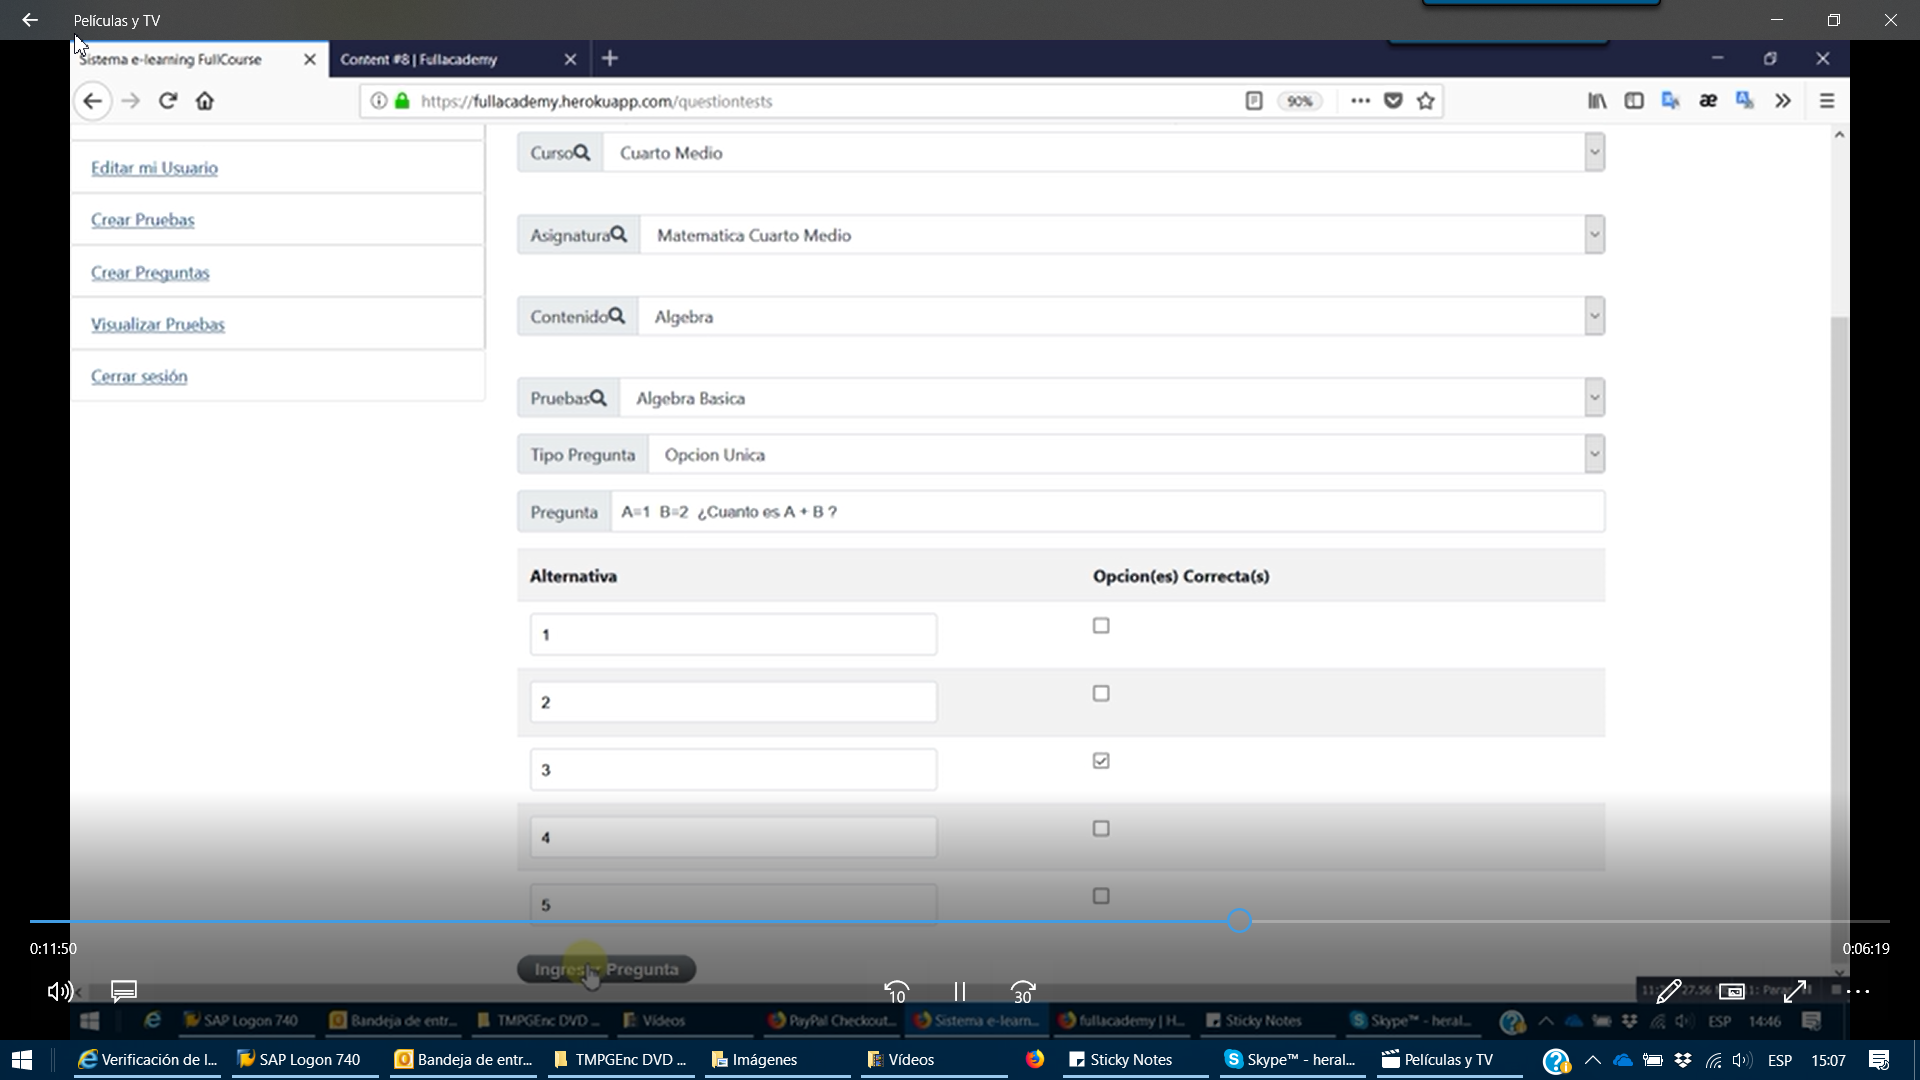 Películas y TV
Sistema e-learning FullCourse
Content #8 | Fullacademy
https://fullacademy.herokuapp.com/questiontests
90%
Editar mi Usuario
Crear Pruebas
Crear Preguntas
Visualizar Pruebas
Cerrar sesión
Curso Cuarto Medio
Asignatura Matematica Cuarto Medio
Contenido Algebra
Pruebas Algebra Basica
Tipo Pregunta Opcion Unica
Pregunta A=1 B=2 ¿Cuanto es A + B ?
Alternativa Opcion(es) Correcta(s)
1
2
3
4
5
0:11:50
0:06:19
Ingresar Pregunta
10
30
SAP Logon 740 Bandeja de entr... TMPGEnc DVD ... Vídeos PayPal Checkout... Sistema e-learn... fullacademy | H... Sticky Notes Skype™ - heral... ESP 14:46
Verificación de l... SAP Logon 740 Bandeja de entr... TMPGEnc DVD ... Imágenes Vídeos Sticky Notes Skype™ - heral... Películas y TV ESP 15:07